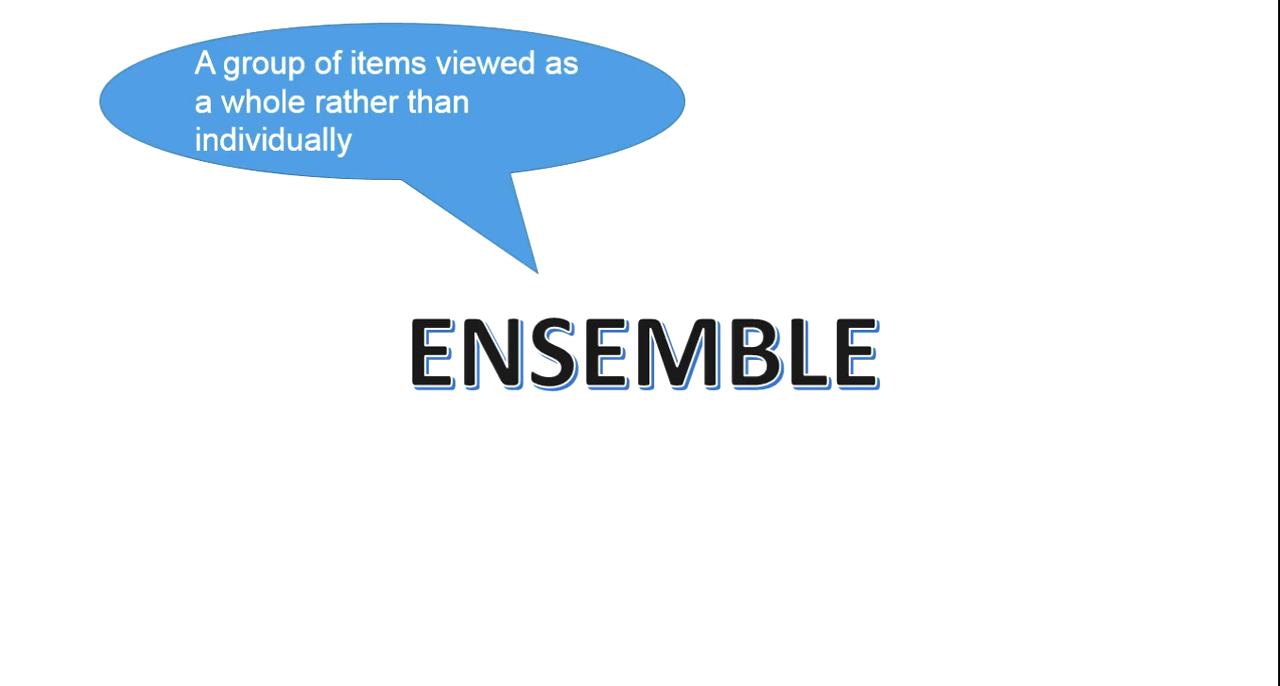 A group of items viewed as
a whole rather than
individually
ENSEMBLE